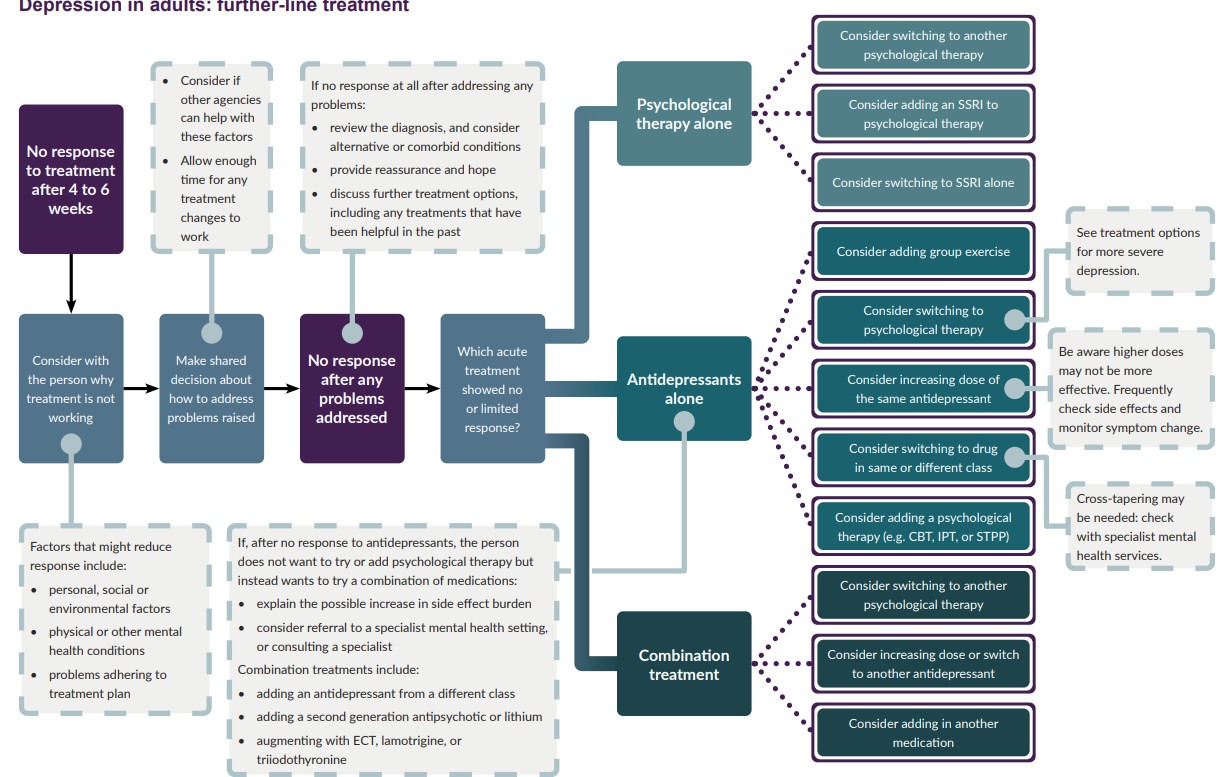 Depression in adults: further-line treatment
No response
to treatment
after 4 to 6
weeks
Consider with
the person why
treatment is not
working
Factors that might reduce
response include:
• personal, social or
environmental factors
• physical or other mental
health conditions
• problems adhering to
treatment plan
• Consider if
other agencies
can help with
these factors
• Allow enough
time for any
treatment
changes to
work
Make shared
decision about
how to address
problems raised
If no response at all after addressing any
problems:
• review the diagnosis, and consider
alternative or comorbid conditions
• provide reassurance and hope
• discuss further treatment options,
including any treatments that have
been helpful in the past
No response
after any
problems
addressed
Which acute
treatment
showed no
or limited
response?
Psychological
therapy alone
Consider switching to another
psychological therapy
Consider adding an SSRI to
psychological therapy
Consider switching to SSRI alone
Antidepressants
alone
Consider adding group exercise
Consider switching to
psychological therapy
See treatment options
for more severe
depression.
Consider increasing dose of
the same antidepressant
Be aware higher doses
may not be more
effective. Frequently
check side effects and
monitor symptom change.
Consider switching to drug
in same or different class
Cross-tapering may
be needed: check
with specialist mental
health services.
Consider adding a psychological
therapy (e.g. CBT, IPT, or STPP)
If, after no response to antidepressants, the person
does not want to try or add psychological therapy but
instead wants to try a combination of medications:
• explain the possible increase in side effect burden
• consider referral to a specialist mental health setting,
or consulting a specialist
Combination treatments include:
• adding an antidepressant from a different class
• adding a second generation antipsychotic or lithium
• augmenting with ECT, lamotrigine, or
triiodothyronine
Combination
treatment
Consider switching to another
psychological therapy
Consider increasing dose or switch
to another antidepressant
Consider adding in another
medication